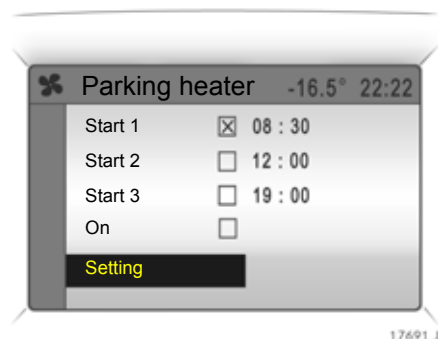 Parking heater -16.5° 22:22
Start 1 08 : 30
Start 2 12 : 00
Start 3 19 : 00
On
Setting
17691 J